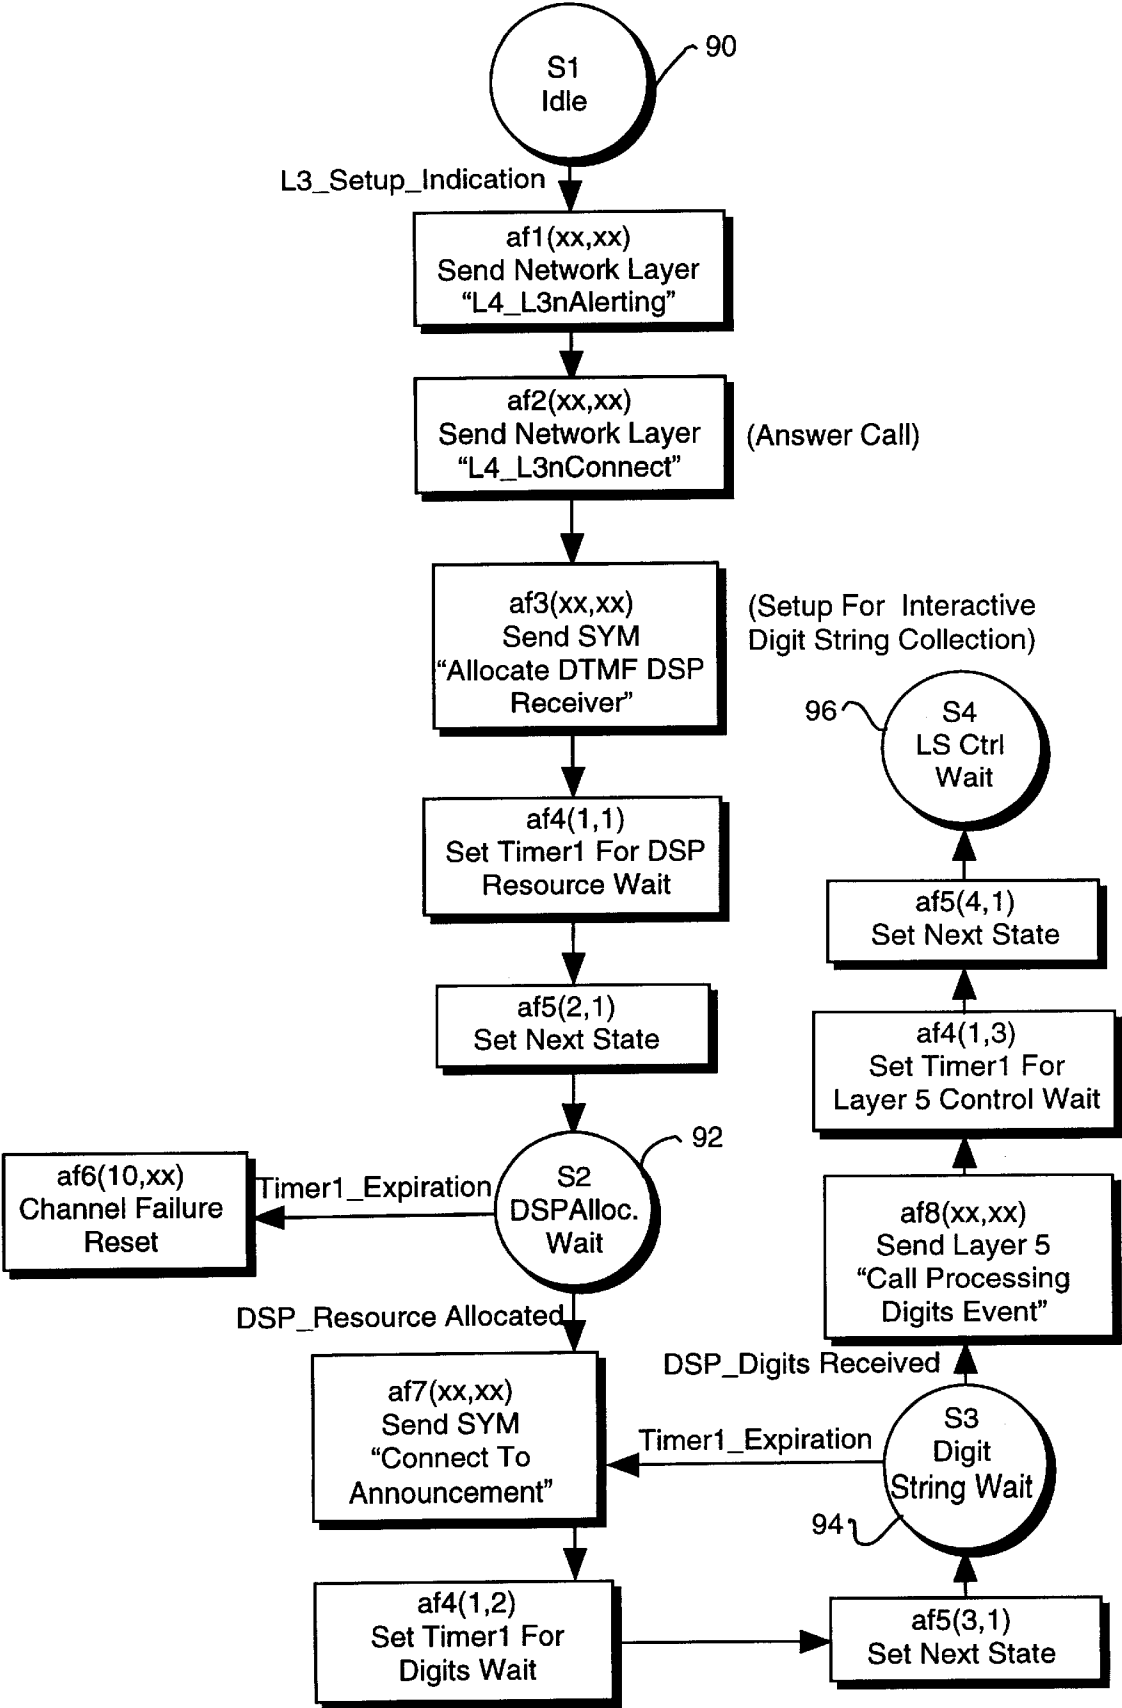 S1
Idle
90
L3_Setup_Indication
af1(xx,xx)
Send Network Layer
“L4_L3nAlerting”
af2(xx,xx)
Send Network Layer
“L4_L3nConnect”
(Answer Call)
af3(xx,xx)
Send SYM
“Allocate DTMF DSP
Receiver”
(Setup For Interactive
Digit String Collection)
af4(1,1)
Set Timer1 For DSP
Resource Wait
af5(2,1)
Set Next State
S2
DSPAlloc.
Wait
92
Timer1_Expiration
af6(10,xx)
Channel Failure
Reset
DSP_Resource Allocated
af7(xx,xx)
Send SYM
“Connect To
Announcement”
af4(1,2)
Set Timer1 For
Digits Wait
af5(3,1)
Set Next State
S3
Digit
String Wait
94
Timer1_Expiration
DSP_Digits Received
af8(xx,xx)
Send Layer 5
“Call Processing
Digits Event”
af4(1,3)
Set Timer1 For
Layer 5 Control Wait
af5(4,1)
Set Next State
S4
LS Ctrl
Wait
96